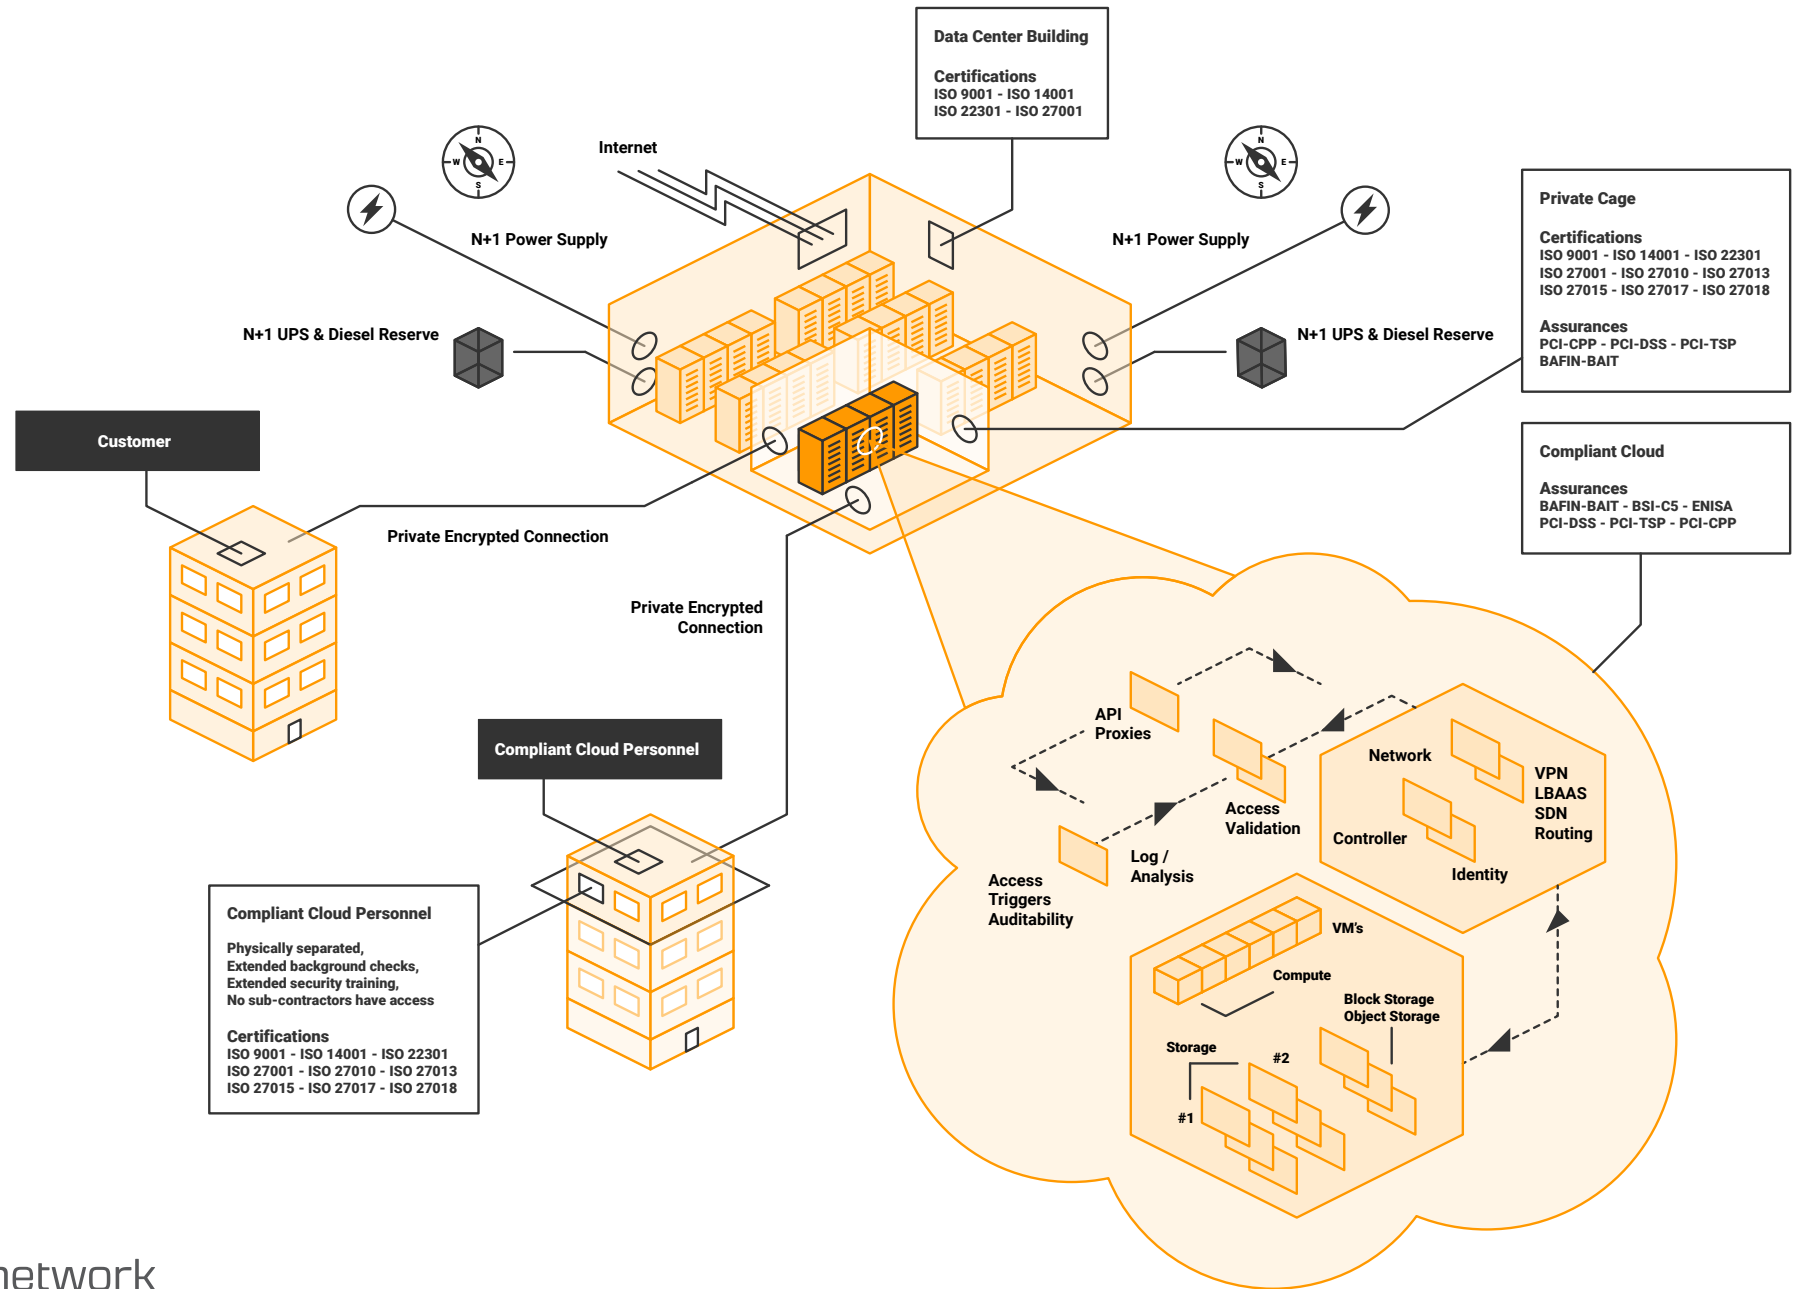 Data Center Building
Certifications
ISO 9001 - ISO 14001
ISO 22301 - ISO 27001
Internet
N
W
E
S
N
W
E
S
N+1 Power Supply
N+1 Power Supply
N+1 UPS & Diesel Reserve
N+1 UPS & Diesel Reserve
Private Cage
Certifications
ISO 9001 - ISO 14001 - ISO 22301
ISO 27001 - ISO 27010 - ISO 27013
ISO 27015 - ISO 27017 - ISO 27018
Assurances
PCI-CPP - PCI-DSS - PCI-TSP
BAFIN-BAIT
Customer
Private Encrypted Connection
Compliant Cloud
Assurances
BAFIN-BAIT - BSI-C5 - ENISA
PCI-DSS - PCI-TSP - PCI-CPP
Private Encrypted
Connection
Compliant Cloud Personnel
Compliant Cloud Personnel
Physically separated,
Extended background checks,
Extended security training,
No sub-contractors have access
Certifications
ISO 9001 - ISO 14001 - ISO 22301
ISO 27001 - ISO 27010 - ISO 27013
ISO 27015 - ISO 27017 - ISO 27018
API
Proxies
Access
Validation
Log /
Analysis
Access
Triggers
Auditability
Network
VPN
LBAAS
SDN
Routing
Controller
Identity
VM's
Compute
Block Storage
Object Storage
Storage
#2
#1
network